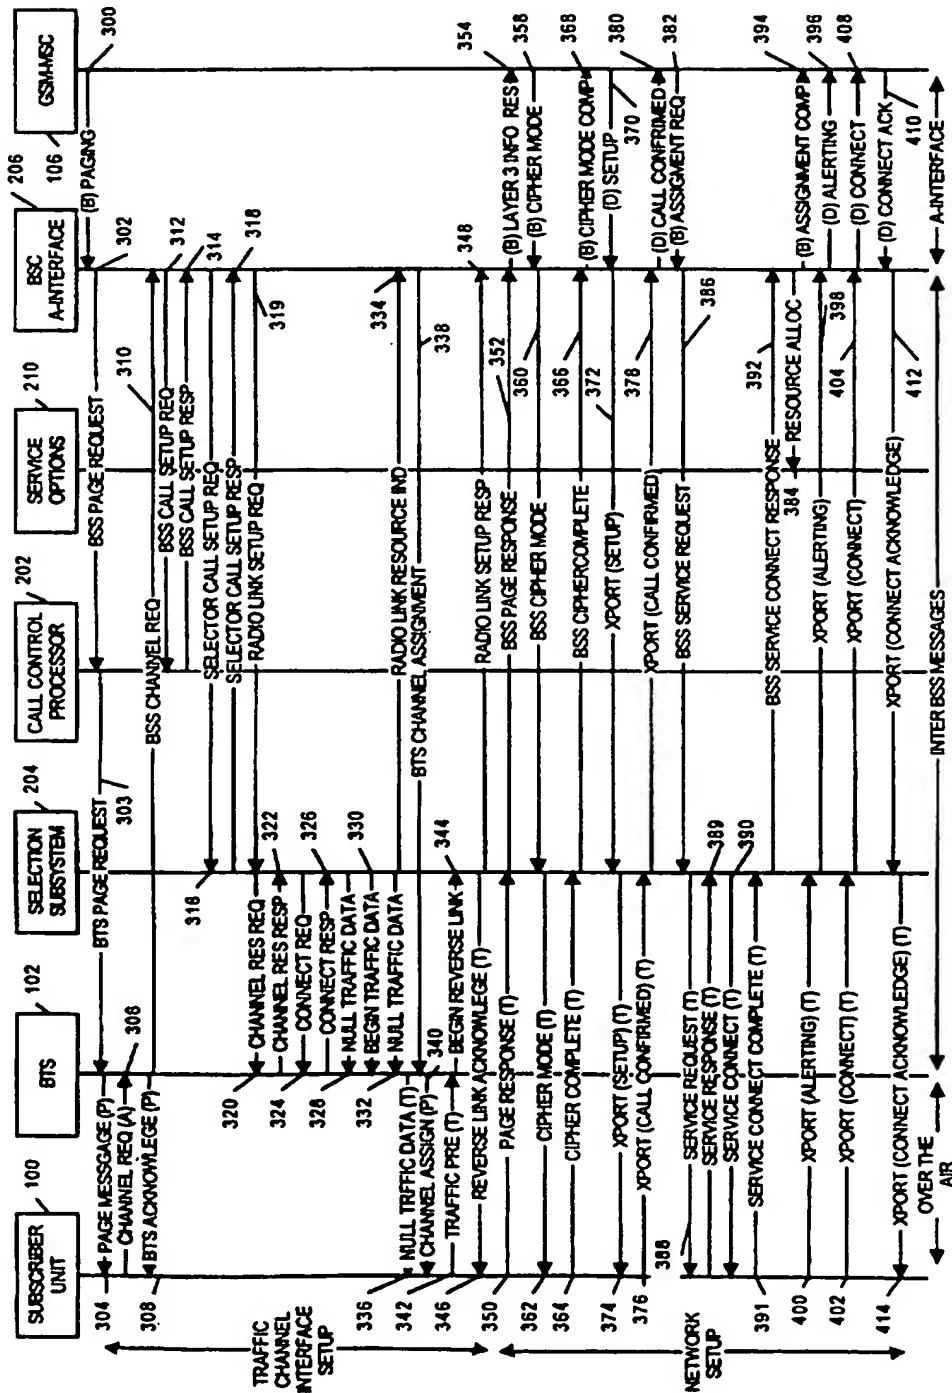 SUBSCRIBER
UNIT
100
BTS
102
SELECTION
SUBSYSTEM
204
CALL CONTROL
PROCESSOR
202
SERVICE
OPTIONS
210
BSC
A-INTERFACE
206
GSM-MSC
106
(B) PAGING
300
BSS PAGE REQUEST
302
BTS PAGE REQUEST
303
304
PAGE MESSGAGE (P)
CHANNEL REQ (A)
306
BTS ACKNOWLEGE (P)
308
BSS CHANNEL REQ
310
BSS CALL SETUP REQ
312
BSS CALL SETUP RESP
314
SELECTOR CALL SETUP REQ
316
SELECTOR CALL SETUP RESP
318
RADIO LINK SETUP REQ
319
320
CHANNEL RES REQ
CHANNEL RES RESP
322
324
CONNECT REQ
CONNECT RESP
326
328
NULL TRAFFIC DATA
BEGIN TRAFFIC DATA
330
332
NULL TRAFFIC DATA
RADIO LINK RESOURCE IND
334
336
NULL TRFFIC DATA (T)
BTS CHANNEL ASSIGNMENT
338
CHANNEL ASSIGN (P)
340
342
TRAFFIC PRE (T)
BEGIN REVERSE LINK
344
346
REVERSE LINK ACKNOWLEGE (T)
RADIO LINK SETUP RESP
348
TRAFFIC
CHANNEL
INTERFACE
SETUP
350
PAGE RESPONSE (T)
BSS PAGE RESPONSE
352
(B) LAYER 3 INFO RES
354
(B) CIPHER MODE
358
BSS CIPHER MODE
360
362
CIPHER MODE (T)
364
CIPHER COMPLETE (T)
BSS CIPHERCOMPLETE
366
(B) CIPHER MODE COMP
368
(D) SETUP
370
XPORT (SETUP)
372
374
XPORT (SETUP) (T)
376
XPORT (CALL CONFIRMED) (T)
XPORT (CALL CONFIRMED)
378
(D) CALL CONFRIMED
380
(B) ASSIGMENT REQ
382
BSS SERVICE REQUEST
386
388
SERVICE REQUEST (T)
SERVICE RESPONSE (T)
389
SERVICE CONNECT (T)
390
391
SERVICE CONNECT COMPLETE (T)
BSS SERVICE CONNECT RESPONSE
392
384
RESOURCE ALLOC
(B) ASSIGNMENT COMP
394
(D) ALERTING
396
XPORT (ALERTING)
398
400
XPORT (ALERTING) (T)
402
XPORT (CONNECT) (T)
XPORT (CONNECT)
404
(D) CONNECT
408
(D) CONNECT ACK
410
XPORT (CONNECT ACKNOWLEDGE)
412
414
XPORT (CONNECT ACKNOWLEDGE) (T)
NETWORK
SETUP
OVER THE
AIR
INTER BSS MESSAGES
A-INTERFACE